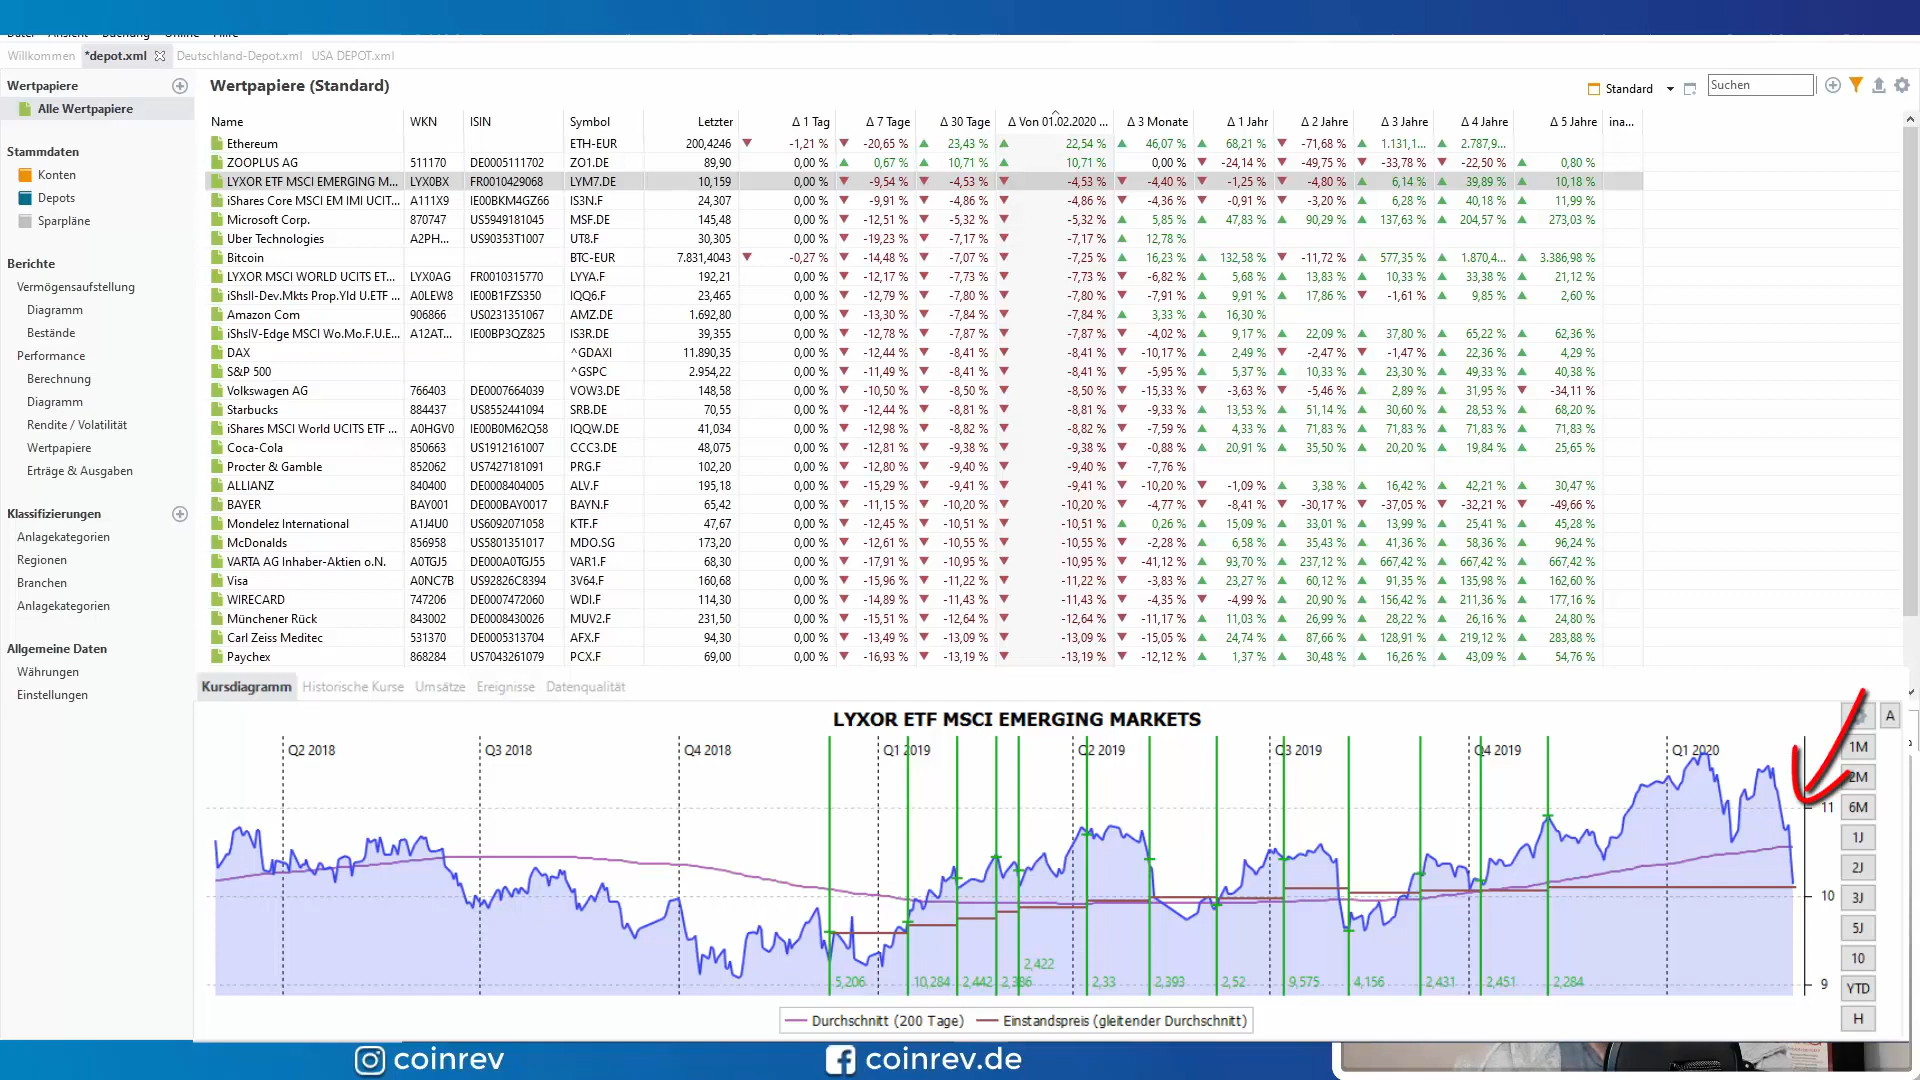 Datei Ansicht Buchung Online Hilfe
Willkommen *depot.xml Deutschland-Depot.xml USA DEPOT.xml
Wertpapiere
Alle Wertpapiere
Stammdaten
Konten
Depots
Sparpläne
Berichte
Vermögensaufstellung
Diagramm
Bestände
Performance
Berechnung
Diagramm
Rendite / Volatilität
Wertpapiere
Erträge & Ausgaben
Klassifizierungen
Anlagekategorien
Regionen
Branchen
Anlagekategorien
Allgemeine Daten
Währungen
Einstellungen
Wertpapiere (Standard)
Standard Suchen
Name WKN ISIN Symbol Letzter Δ 1 Tag Δ 7 Tage Δ 30 Tage Δ Von 01.02.2020 ... Δ 3 Monate Δ 1 Jahr Δ 2 Jahre Δ 3 Jahre Δ 4 Jahre Δ 5 Jahre ina...
Ethereum ETH-EUR 200,4246 -1,21 % -20,65 % 23,43 % 22,54 % 46,07 % 68,21 % -71,68 % 1.131,1... 2.787,9...
ZOOPLUS AG 511170 DE0005111702 ZO1.DE 89,90 0,67 % 10,71 % 10,71 % 0,00 % -24,14 % -49,75 % -33,78 % -22,50 % 0,80 %
LYXOR ETF MSCI EMERGING M... LYX0BX FR0010429068 LYM7.DE 10,159 0,00 % -9,54 % -4,53 % -4,53 % -4,40 % -1,25 % -4,80 % 6,14 % 39,89 % 10,18 %
iShares Core MSCI EM IMI UCIT... A111X9 IE00BKM4GZ66 IS3N.F 24,307 0,00 % -9,91 % -4,86 % -4,86 % -4,36 % -0,91 % -3,20 % 6,28 % 40,18 % 11,99 %
Microsoft Corp. 870747 US5949181045 MSF.DE 145,48 0,00 % -12,51 % -5,32 % -5,32 % 5,85 % 47,83 % 90,29 % 137,63 % 204,57 % 273,03 %
Uber Technologies A2PH... US90353T1007 UT8.F 30,305 0,00 % -19,23 % -7,17 % -7,17 % 12,78 %
Bitcoin BTC-EUR 7.831,4043 -0,27 % -14,48 % -7,07 % -7,25 % 16,23 % 132,58 % -11,72 % 577,35 % 1.870,4... 3.386,98 %
LYXOR MSCI WORLD UCITS ET... LYX0AG FR0010315770 LYYA.F 192,21 0,00 % -12,17 % -7,73 % -7,73 % -6,82 % 5,68 % 13,83 % 10,33 % 33,38 % 21,12 %
iShsII-Dev.Mkts Prop.Yld U.ETF ... A0LEW8 IE00B1FZS350 IQQ6.F 23,465 0,00 % -12,79 % -7,80 % -7,80 % -7,91 % 9,91 % 17,86 % -1,61 % 9,85 % 2,60 %
Amazon Com 906866 US0231351067 AMZ.DE 1.692,80 0,00 % -13,30 % -7,84 % -7,84 % 3,33 % 16,30 %
iShsIV-Edge MSCI Wo.Mo.F.U.E... A12AT... IE00BP3QZ825 IS3R.DE 39,355 0,00 % -12,78 % -7,87 % -7,87 % -4,02 % 9,17 % 22,09 % 37,80 % 65,22 % 62,36 %
DAX ^GDAXI 11.890,35 0,00 % -12,44 % -8,41 % -8,41 % -10,17 % 2,49 % -2,47 % -1,47 % 22,36 % 4,29 %
S&P 500 ^GSPC 2.954,22 0,00 % -11,49 % -8,41 % -8,41 % -5,95 % 5,37 % 10,33 % 23,30 % 49,33 % 40,38 %
Volkswagen AG 766403 DE0007664039 VOW3.DE 148,58 0,00 % -10,50 % -8,50 % -8,50 % -15,33 % -3,63 % -5,46 % 2,89 % 31,95 % -34,11 %
Starbucks 884437 US8552441094 SRB.DE 70,55 0,00 % -12,44 % -8,81 % -8,81 % -9,33 % 13,53 % 51,14 % 30,60 % 28,53 % 68,20 %
iShares MSCI World UCITS ETF ... A0HGV0 IE00B0M62Q58 IQQW.DE 41,034 0,00 % -12,98 % -8,82 % -8,82 % -7,59 % 4,33 % 71,83 % 71,83 % 71,83 % 71,83 %
Coca-Cola 850663 US1912161007 CCC3.DE 48,075 0,00 % -12,81 % -9,38 % -9,38 % -0,88 % 20,91 % 35,50 % 20,20 % 19,84 % 25,65 %
Procter & Gamble 852062 US7427181091 PRG.F 102,20 0,00 % -12,80 % -9,40 % -9,40 % -7,76 %
ALLIANZ 840400 DE0008404005 ALV.F 195,18 0,00 % -15,29 % -9,41 % -9,41 % -10,20 % -1,09 % 3,38 % 16,42 % 42,21 % 30,47 %
BAYER BAY001 DE000BAY0017 BAYN.F 65,42 0,00 % -11,15 % -10,20 % -10,20 % -4,77 % -8,41 % -30,17 % -37,05 % -32,21 % -49,66 %
Mondelez International A1J4U0 US6092071058 KTF.F 47,67 0,00 % -12,45 % -10,51 % -10,51 % 0,26 % 15,09 % 33,01 % 13,99 % 25,41 % 45,28 %
McDonalds 856958 US5801351017 MDO.SG 173,20 0,00 % -12,61 % -10,55 % -10,55 % -2,28 % 6,58 % 35,43 % 41,36 % 58,36 % 96,24 %
VARTA AG Inhaber-Aktien o.N. A0TGJ5 DE000A0TGJ55 VAR1.F 68,30 0,00 % -17,91 % -10,95 % -10,95 % -41,12 % 93,70 % 237,12 % 667,42 % 667,42 % 667,42 %
Visa A0NC7B US92826C8394 3V64.F 160,68 0,00 % -15,96 % -11,22 % -11,22 % -3,83 % 23,27 % 60,12 % 91,35 % 135,98 % 162,60 %
WIRECARD 747206 DE0007472060 WDI.F 114,30 0,00 % -14,89 % -11,43 % -11,43 % -4,35 % -4,99 % 20,90 % 156,42 % 211,36 % 177,16 %
Münchener Rück 843002 DE0008430026 MUV2.F 231,50 0,00 % -15,51 % -12,64 % -12,64 % -11,17 % 11,03 % 26,99 % 28,22 % 26,16 % 24,80 %
Carl Zeiss Meditec 531370 DE0005313704 AFX.F 94,30 0,00 % -13,49 % -13,09 % -13,09 % -15,05 % 24,74 % 87,66 % 128,91 % 219,12 % 283,88 %
Paychex 868284 US7043261079 PCX.F 69,00 0,00 % -16,93 % -13,19 % -13,19 % -12,12 % 1,37 % 30,48 % 16,26 % 43,09 % 54,76 %
Kursdiagramm Historische Kurse Umsätze Ereignisse Datenqualität
LYXOR ETF MSCI EMERGING MARKETS
Q2 2018 Q3 2018 Q4 2018 Q1 2019 Q2 2019 Q3 2019 Q4 2019 Q1 2020
11
10
9
A
1M
2M
6M
1J
2J
3J
5J
10
YTD
H
2,422
5,206 10,284 2,442 2,386 2,33 2,393 2,52 9,575 4,156 2,431 2,451 2,284
Durchschnitt (200 Tage) Einstandspreis (gleitender Durchschnitt)
coinrev coinrev.de